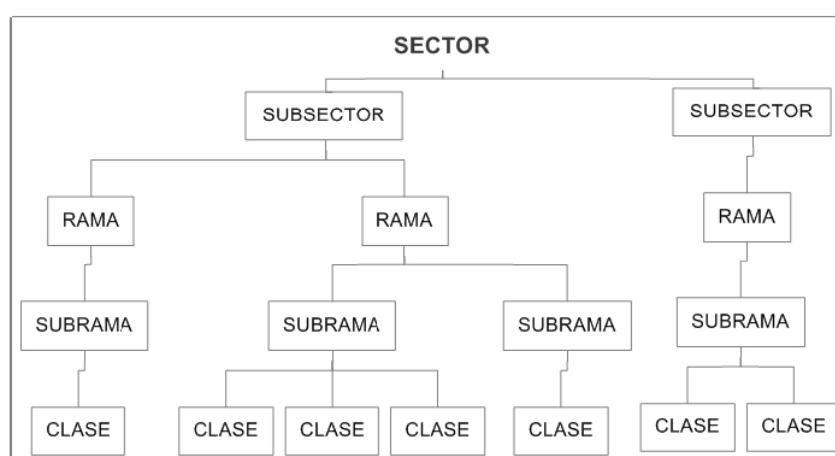 SECTOR
SUBSECTOR SUBSECTOR
RAMA RAMA RAMA
SUBRAMA SUBRAMA SUBRAMA SUBRAMA
CLASE CLASE CLASE CLASE CLASE CLASE CLASE